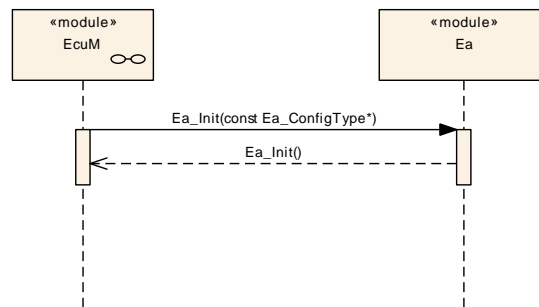 «module»
EcuM
«module»
Ea
Ea_Init(const Ea_ConfigType*)
Ea_Init()